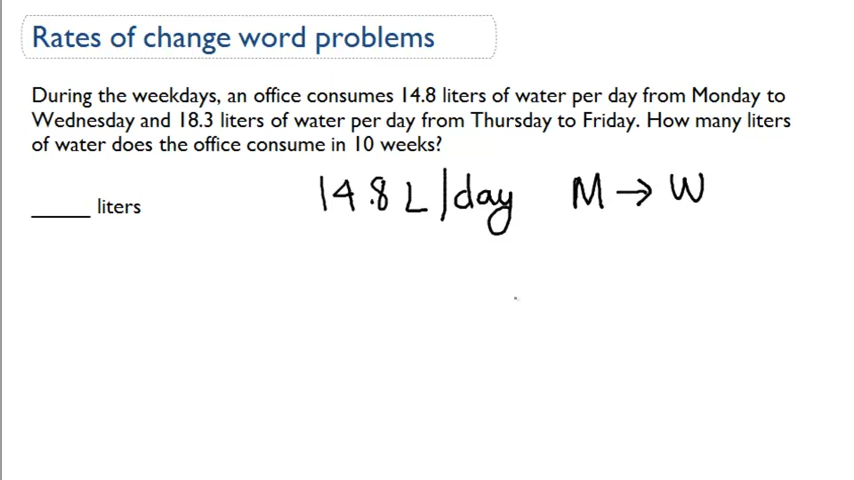 Rates of change word problems
During the weekdays, an office consumes 14.8 liters of water per day from Monday to
Wednesday and 18.3 liters of water per day from Thursday to Friday. How many liters
of water does the office consume in 10 weeks?
14.8 L/day M → W
_____ liters